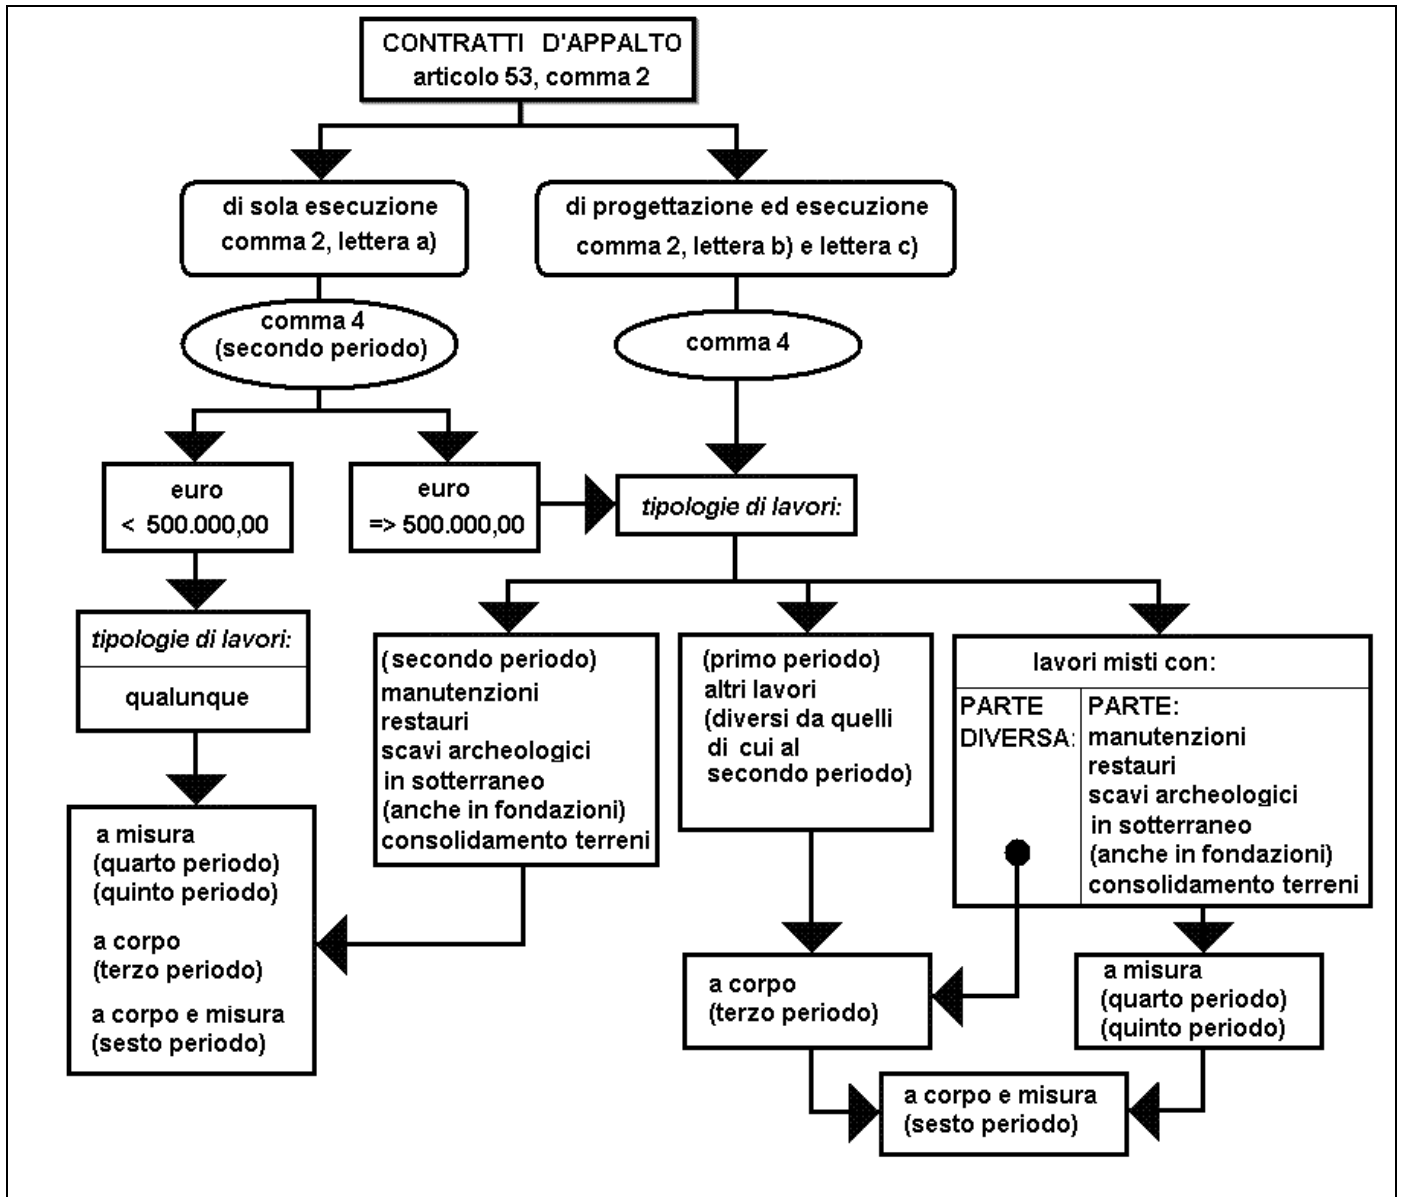 CONTRATTI D'APPALTO
articolo 53, comma 2
di sola esecuzione
comma 2, lettera a)
di progettazione ed esecuzione
comma 2, lettera b) e lettera c)
comma 4
(secondo periodo)
comma 4
euro
< 500.000,00
euro
=> 500.000,00
tipologie di lavori:
tipologie di lavori:
qualunque
(secondo periodo)
manutenzioni
restauri
scavi archeologici
in sotterraneo
(anche in fondazioni)
consolidamento terreni
(primo periodo)
altri lavori
(diversi da quelli
di cui al
secondo periodo)
lavori misti con:
PARTE
DIVERSA:
PARTE:
manutenzioni
restauri
scavi archeologici
in sotterraneo
(anche in fondazioni)
consolidamento terreni
a misura
(quarto periodo)
(quinto periodo)
a corpo
(terzo periodo)
a corpo e misura
(sesto periodo)
a corpo
(terzo periodo)
a misura
(quarto periodo)
(quinto periodo)
a corpo e misura
(sesto periodo)